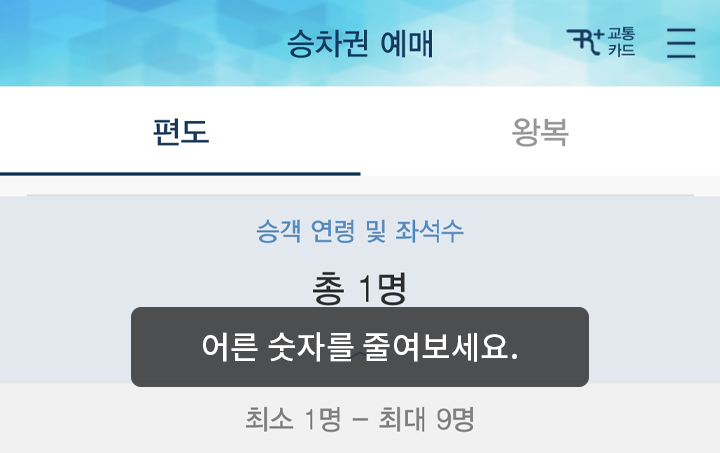 승차권 예매
R+ 교통
카드
편도
왕복
승객 연령 및 좌석수
총 1명
어른 숫자를 줄여보세요.
최소 1명 - 최대 9명